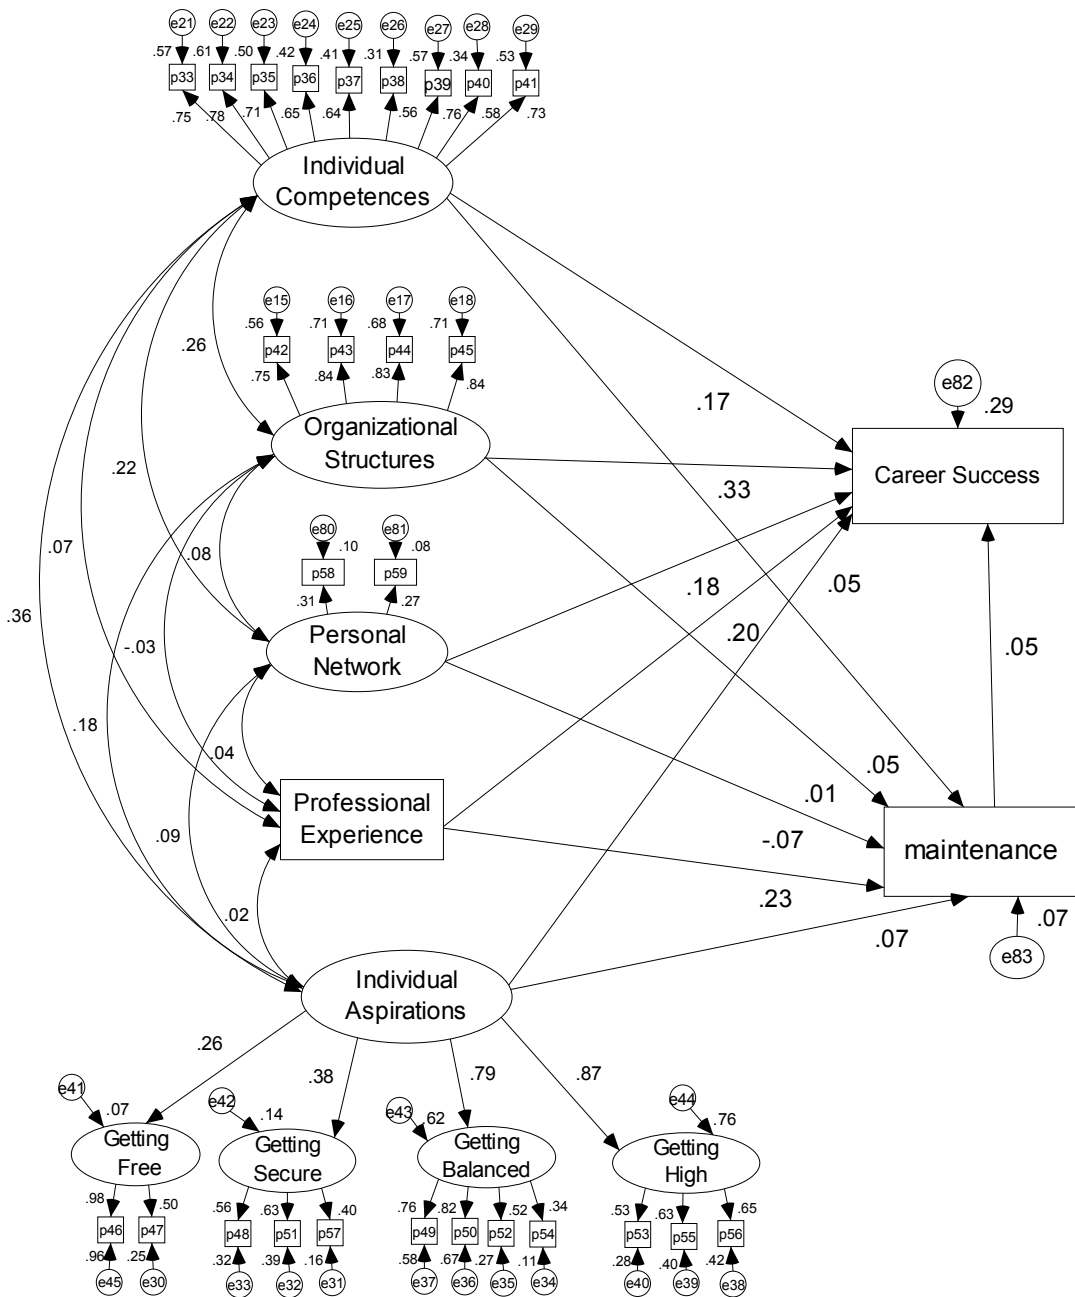 e21 e22 e23 e24 e25 e26 e27 e28 e29
.57 .61 .50 .42 .41 .31 .57 .34 .53
p33 p34 p35 p36 p37 p38 p39 p40 p41
.75 .78 .71 .65 .64 .56 .76 .58 .73
Individual
Competences
e15 e16 e17 e18
.56 .71 .68 .71
p42 p43 p44 p45
.75 .84 .83 .84
.26
Organizational
Structures
.17
e82
.29
Career Success
.22
.33
e80 e81
.10 .08
p58 p59
.31 .27
.07
.08
.18
.05
.36
-.03
Personal
Network
.20
.05
.18
.04
.05
.01
Professional
Experience
.09
-.07
maintenance
.02
.23
.07
.07
e83
Individual
Aspirations
.26
.38
.79
.87
e41 e42 e43 e44
.07 .14 .62 .76
Getting
Free
Getting
Secure
Getting
Balanced
Getting
High
.98 .50 .56 .63 .40 .76 .82 .52 .34 .53 .63 .65
p46 p47 p48 p51 p57 p49 p50 p52 p54 p53 p55 p56
.96 .25 .32 .39 .16 .58 .67 .27 .11 .28 .40 .42
e45 e30 e33 e32 e31 e37 e36 e35 e34 e40 e39 e38